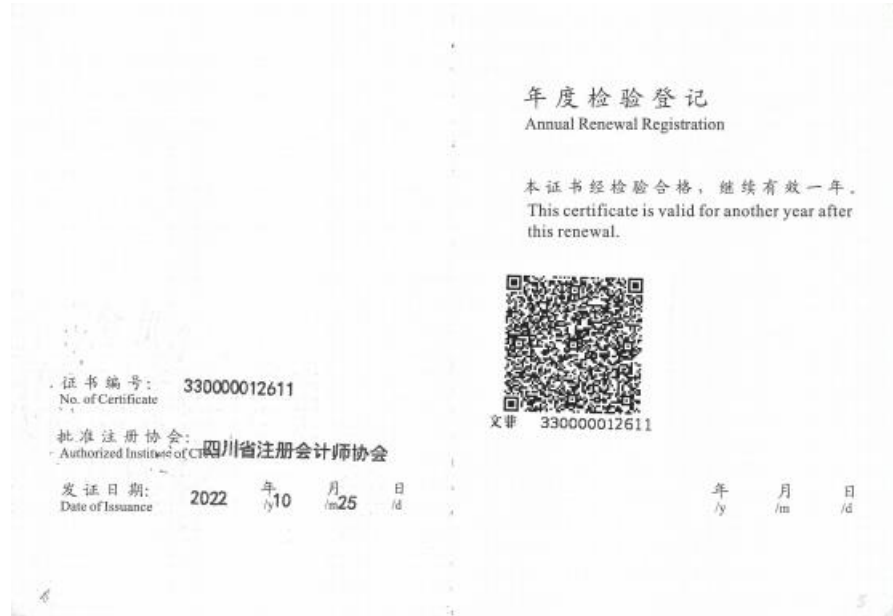 证书编号: 330000012611
No. of Certificate
批准注册协会: 四川省注册会计师协会
Authorized Institute of
发证日期: 2022 年 10 月 25 日
Date of Issuance /y /m /d
年度检验登记
Annual Renewal Registration
本证书经检验合格，继续有效一年。
This certificate is valid for another year after
this renewal.
文菲 330000012611
年 月 日
/y /m /d
5